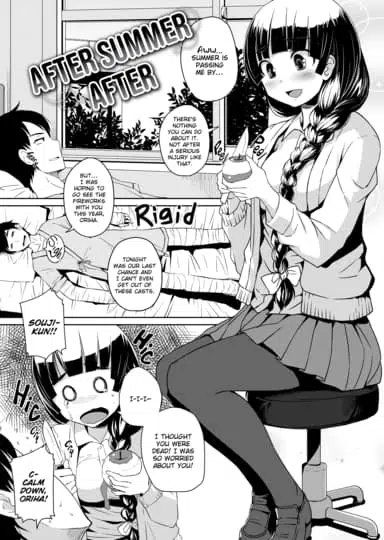 AFTER SUMMER
AFTER
Aww...
SUMMER
IS
PASSING
ME BY...
THERE'S
NOTHING
YOU CAN
DO ABOUT
IT.
NOT AFTER
A SERIOUS
INJURY LIKE
THAT.
BUT...
I WAS
HOPING TO
GO SEE THE
FIREWORKS
WITH YOU
THIS YEAR,
ORIHA.
Rigid
TONIGHT
WAS OUR LAST
CHANCE AND I
CAN'T EVEN
GET OUT
OF THESE
CASTS.
SOUJI-
KUN!!
HIC
HIC
I-I-I-
I THOUGHT
YOU WERE
DEAD! I WAS
SO WORRIED
ABOUT YOU!
C-
CALM
DOWN,
ORIHA!